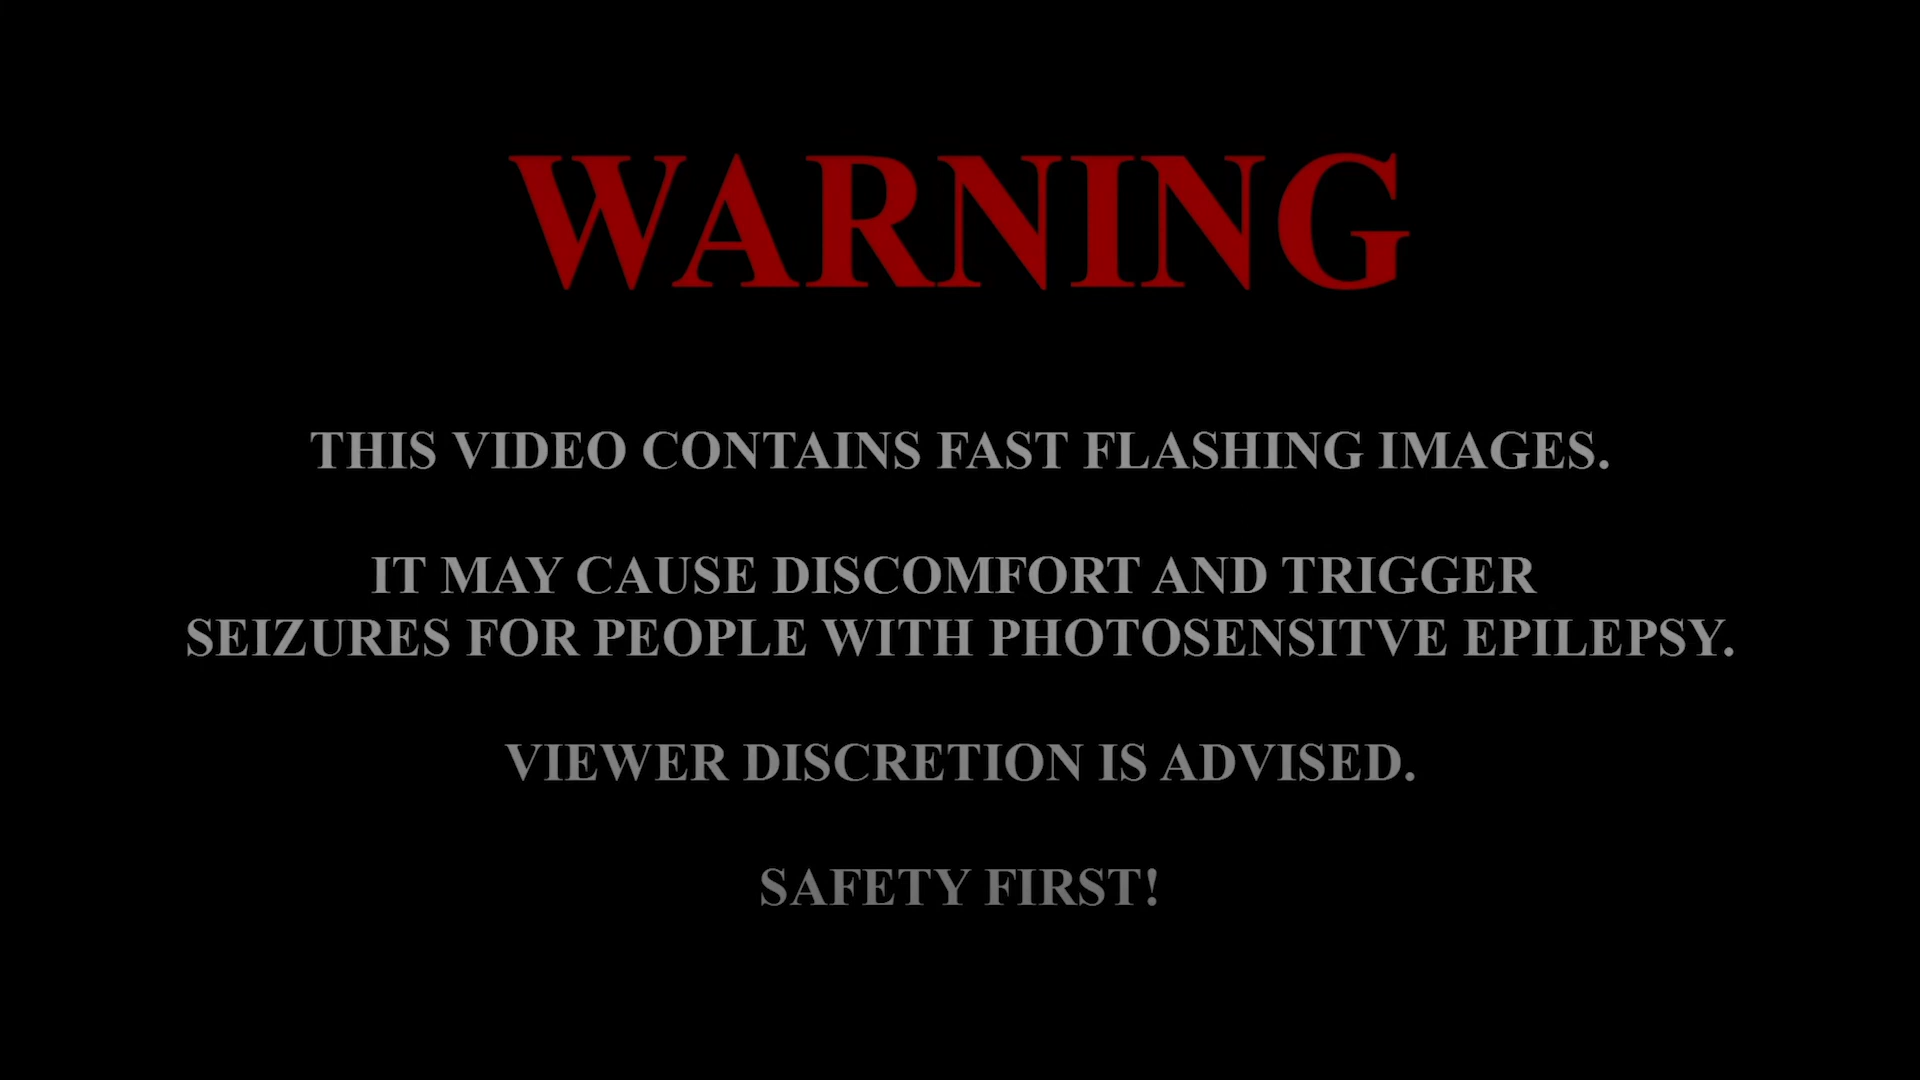 WARNING
THIS VIDEO CONTAINS FAST FLASHING IMAGES.
IT MAY CAUSE DISCOMFORT AND TRIGGER
SEIZURES FOR PEOPLE WITH PHOTOSENSITVE EPILEPSY.
VIEWER DISCRETION IS ADVISED.
SAFETY FIRST!